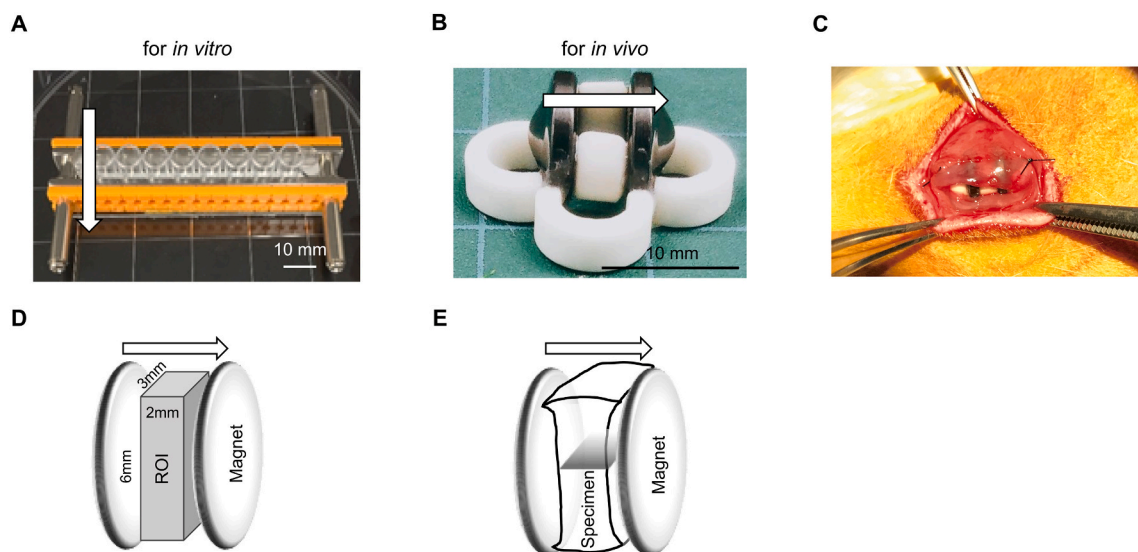 A
B
C
for in vitro
for in vivo
10 mm
10 mm
D
E
3mm
2mm
6mm
ROI
Magnet
Specimen
Magnet